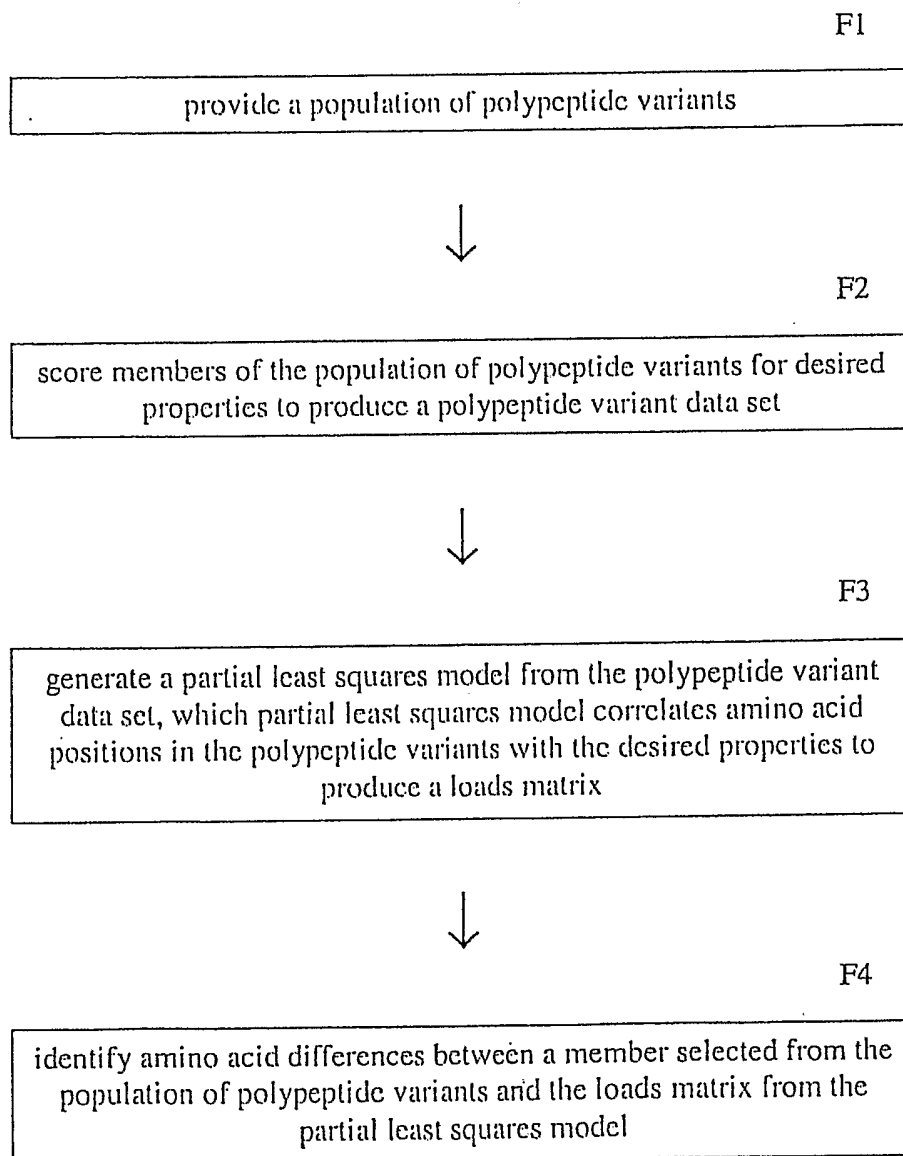 F1
provide a population of polypeptide variants
F2
score members of the population of polypeptide variants for desired
properties to produce a polypeptide variant data set
F3
generate a partial least squares model from the polypeptide variant
data set, which partial least squares model correlates amino acid
positions in the polypeptide variants with the desired properties to
produce a loads matrix
F4
identify amino acid differences between a member selected from the
population of polypeptide variants and the loads matrix from the
partial least squares model